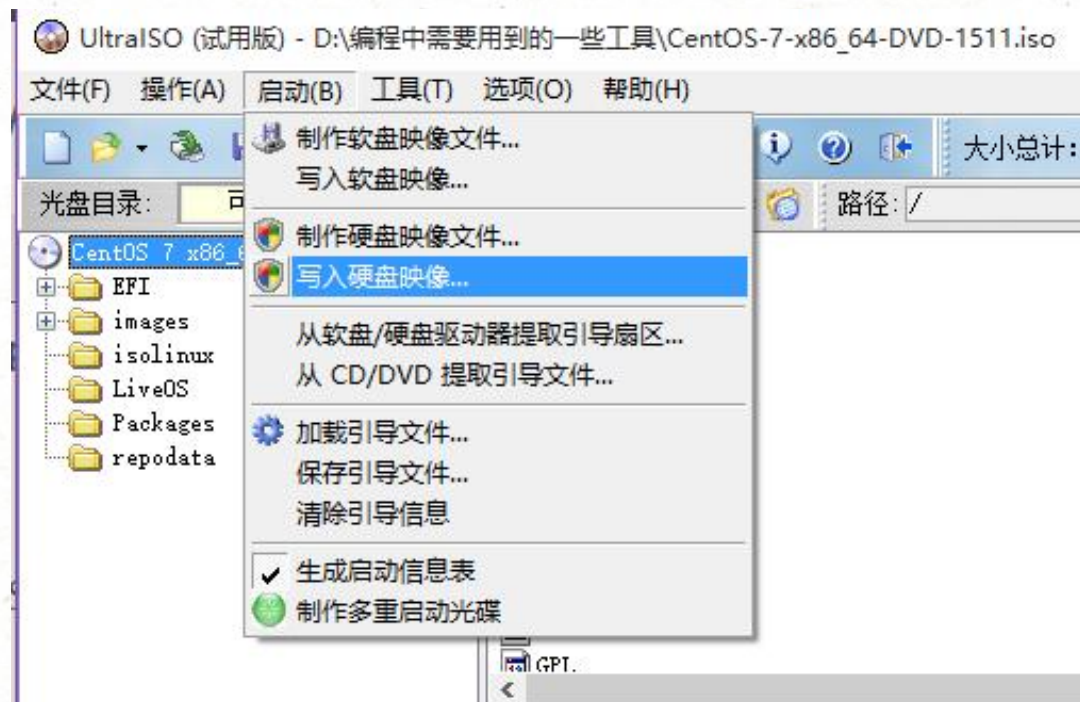 UltraISO (试用版) - D:\编程中需要用到的一些工具\CentOS-7-x86_64-DVD-1511.iso
文件(F) 操作(A) 启动(B) 工具(T) 选项(O) 帮助(H)
大小总计:
光盘目录: 可
路径: /
制作软盘映像文件...
写入软盘映像...
制作硬盘映像文件...
写入硬盘映像...
从软盘/硬盘驱动器提取引导扇区...
从 CD/DVD 提取引导文件...
加载引导文件...
保存引导文件...
清除引导信息
生成启动信息表
制作多重启动光碟
CentOS 7 x86_6
EFI
images
isolinux
LiveOS
Packages
repodata
GPL